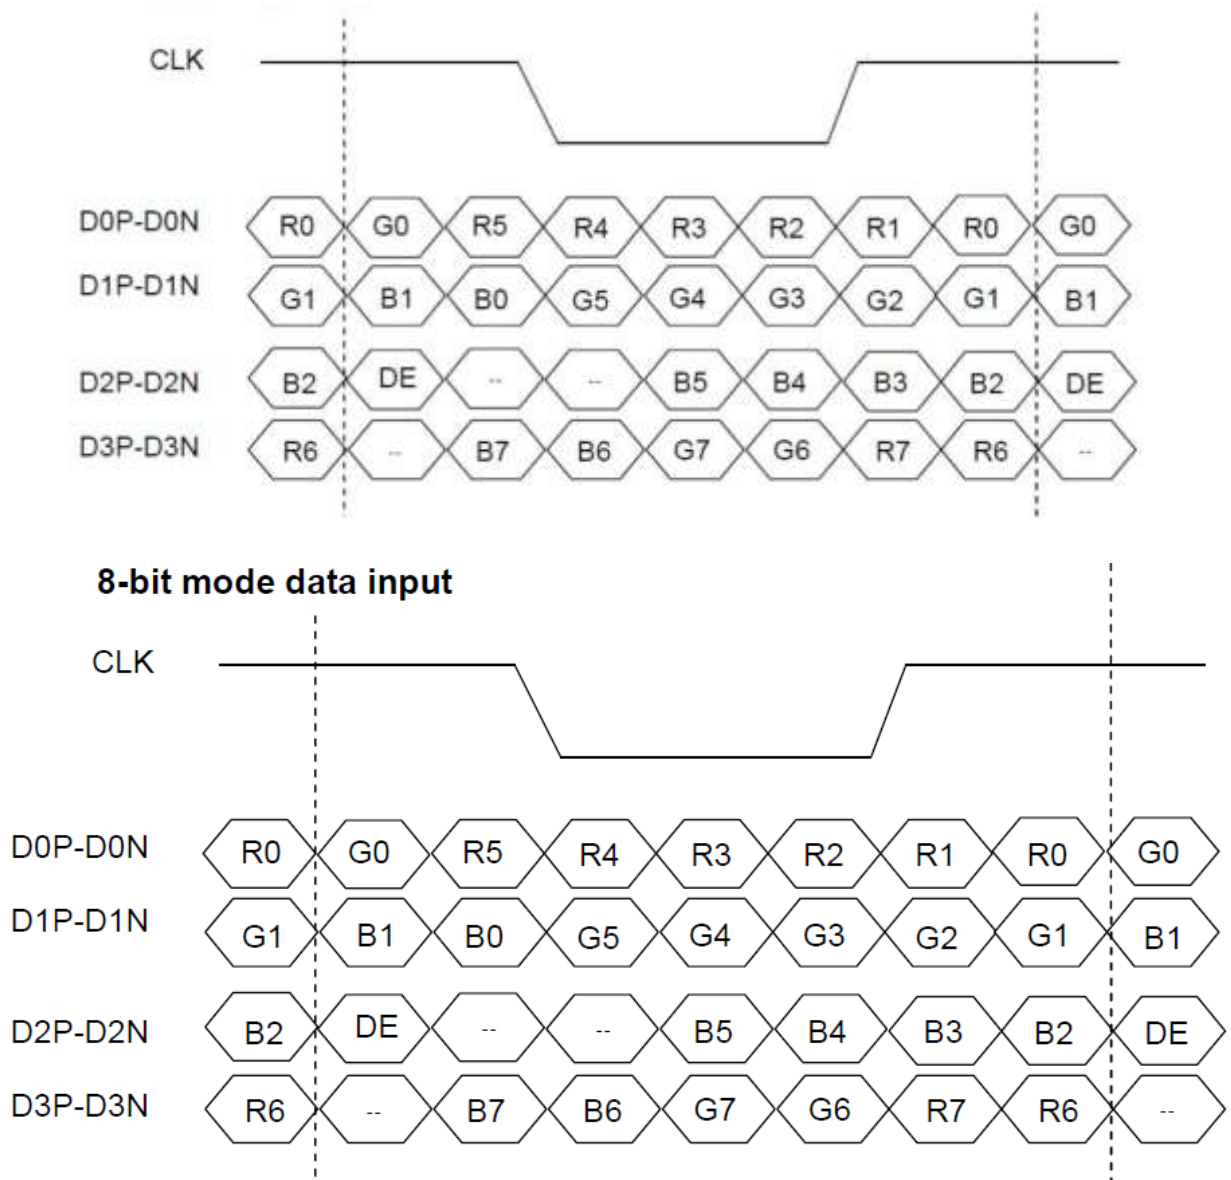 CLK
D0P-D0N R0 G0 R5 R4 R3 R2 R1 R0 G0
D1P-D1N G1 B1 B0 G5 G4 G3 G2 G1 B1
D2P-D2N B2 DE -- -- B5 B4 B3 B2 DE
D3P-D3N R6 -- B7 B6 G7 G6 R7 R6 --
8-bit mode data input
CLK
D0P-D0N R0 G0 R5 R4 R3 R2 R1 R0 G0
D1P-D1N G1 B1 B0 G5 G4 G3 G2 G1 B1
D2P-D2N B2 DE -- -- B5 B4 B3 B2 DE
D3P-D3N R6 -- B7 B6 G7 G6 R7 R6 --